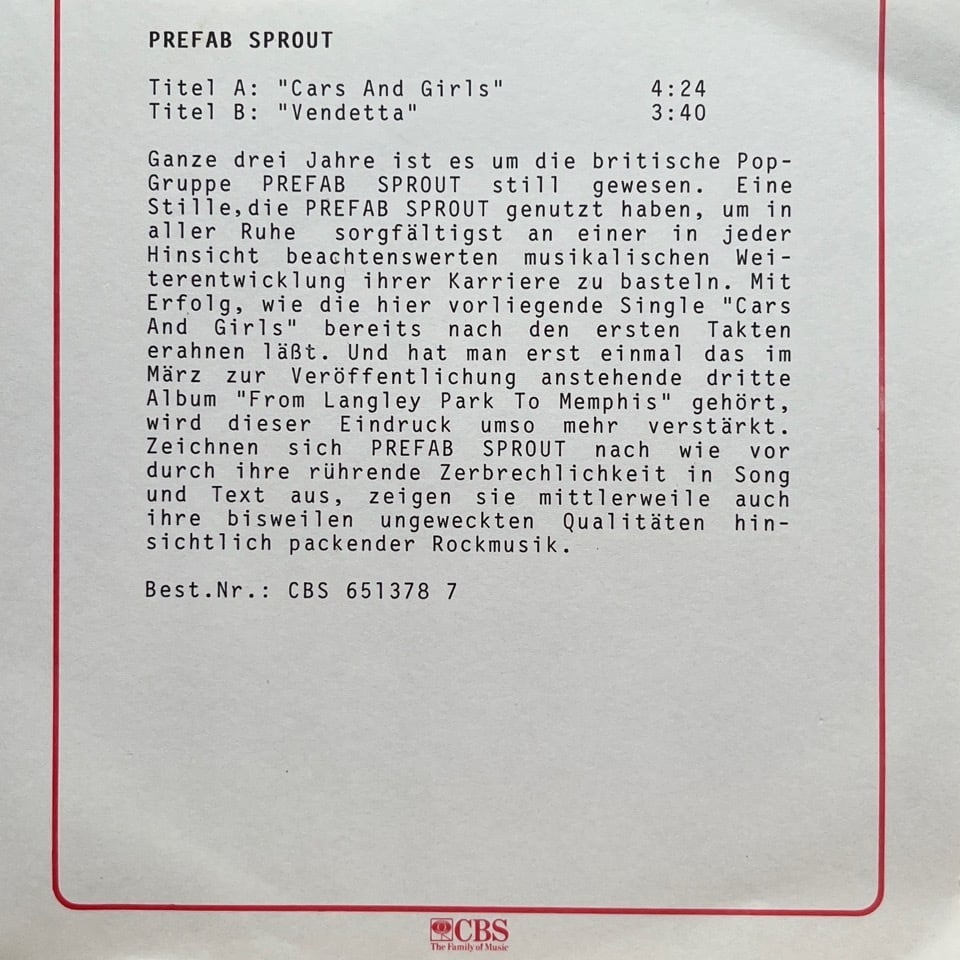 PREFAB SPROUT
Titel A: "Cars And Girls" 4:24
Titel B: "Vendetta" 3:40
Ganze drei Jahre ist es um die britische Pop-
Gruppe PREFAB SPROUT still gewesen. Eine
Stille,die PREFAB SPROUT genutzt haben, um in
aller Ruhe sorgfältigst an einer in jeder
Hinsicht beachtenswerten musikalischen Wei-
terentwicklung ihrer Karriere zu basteln. Mit
Erfolg, wie die hier vorliegende Single "Cars
And Girls" bereits nach den ersten Takten
erahnen läßt. Und hat man erst einmal das im
März zur Veröffentlichung anstehende dritte
Album "From Langley Park To Memphis" gehört,
wird dieser Eindruck umso mehr verstärkt.
Zeichnen sich PREFAB SPROUT nach wie vor
durch ihre rührende Zerbrechlichkeit in Song
und Text aus, zeigen sie mittlerweile auch
ihre bisweilen ungeweckten Qualitäten hin-
sichtlich packender Rockmusik.
Best.Nr.: CBS 651378 7
CBS
The Family of Music